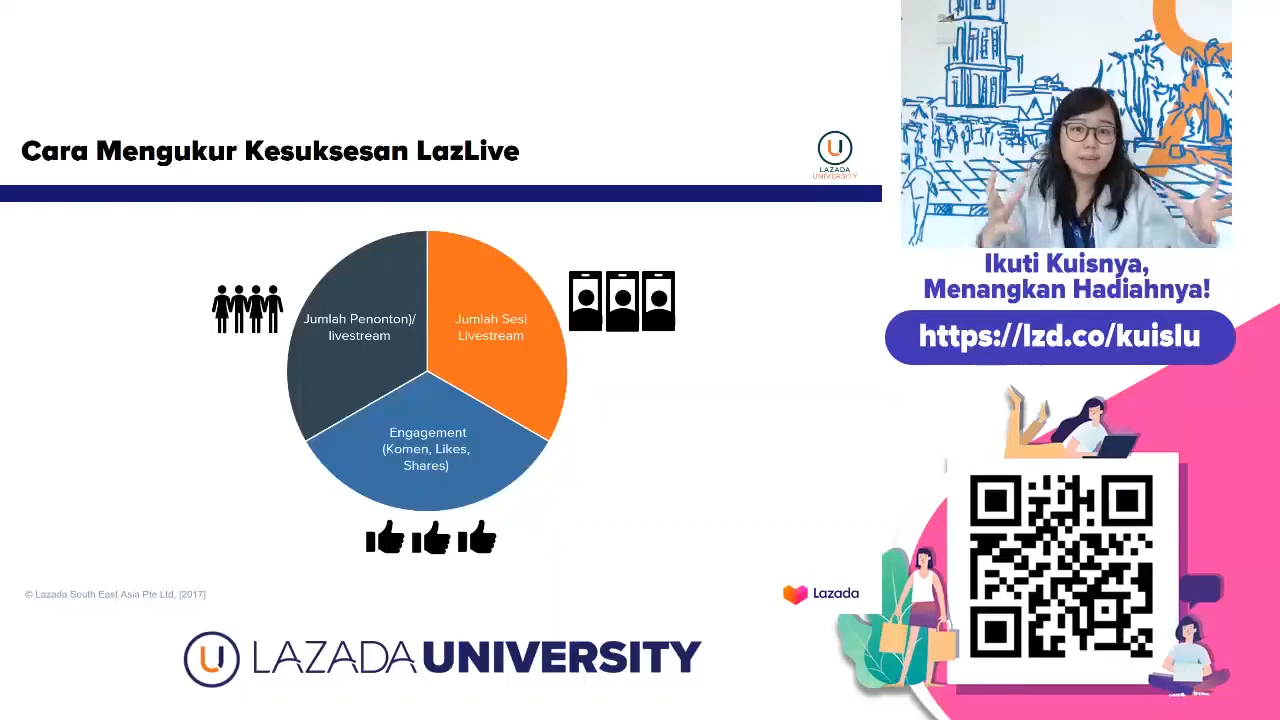 Cara Mengukur Kesuksesan LazLive
LAZADA
UNIVERSITY
Jumlah Penonton)/
livestream
Jumlah Sesi
Livestream
Engagement
(Komen, Likes,
Shares)
© Lazada South East Asia Pte Ltd, [2017]
Lazada
LAZADA UNIVERSITY
Ikuti Kuisnya,
Menangkan Hadiahnya!
https://lzd.co/kuislu